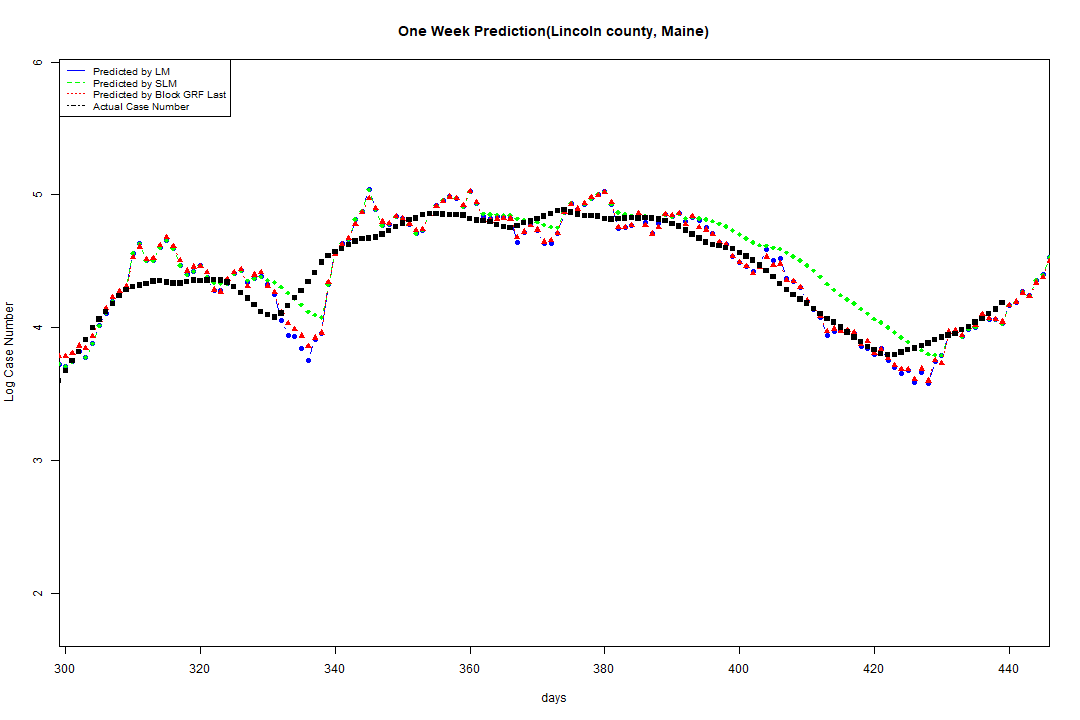 One Week Prediction(Lincoln county, Maine)
Predicted by LM
Predicted by SLM
Predicted by Block GRF Last
Actual Case Number
6
5
4
3
2
Log Case Number
300 320 340 360 380 400 420 440
days